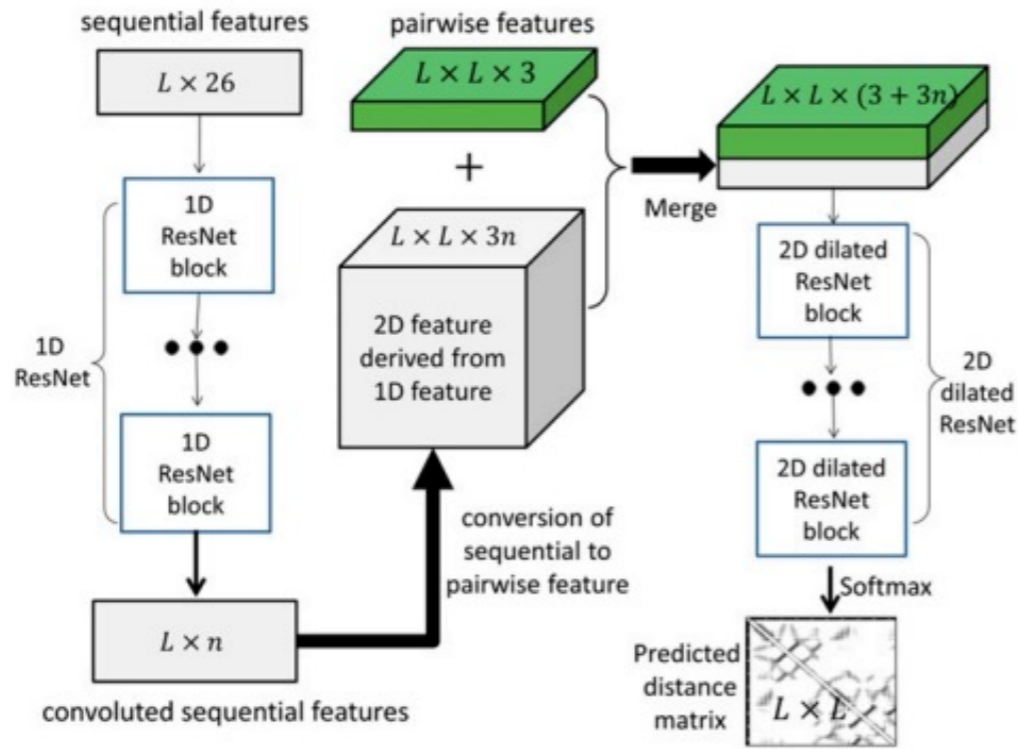 sequential features
L × 26
1D
ResNet
block
1D
ResNet
1D
ResNet
block
L × n
convoluted sequential features
pairwise features
L × L × 3
+
L × L × 3n
2D feature
derived from
1D feature
conversion of
sequential to
pairwise feature
Merge
L × L × (3 + 3n)
2D dilated
ResNet
block
2D
dilated
ResNet
2D dilated
ResNet
block
Softmax
Predicted
distance
matrix
L × L